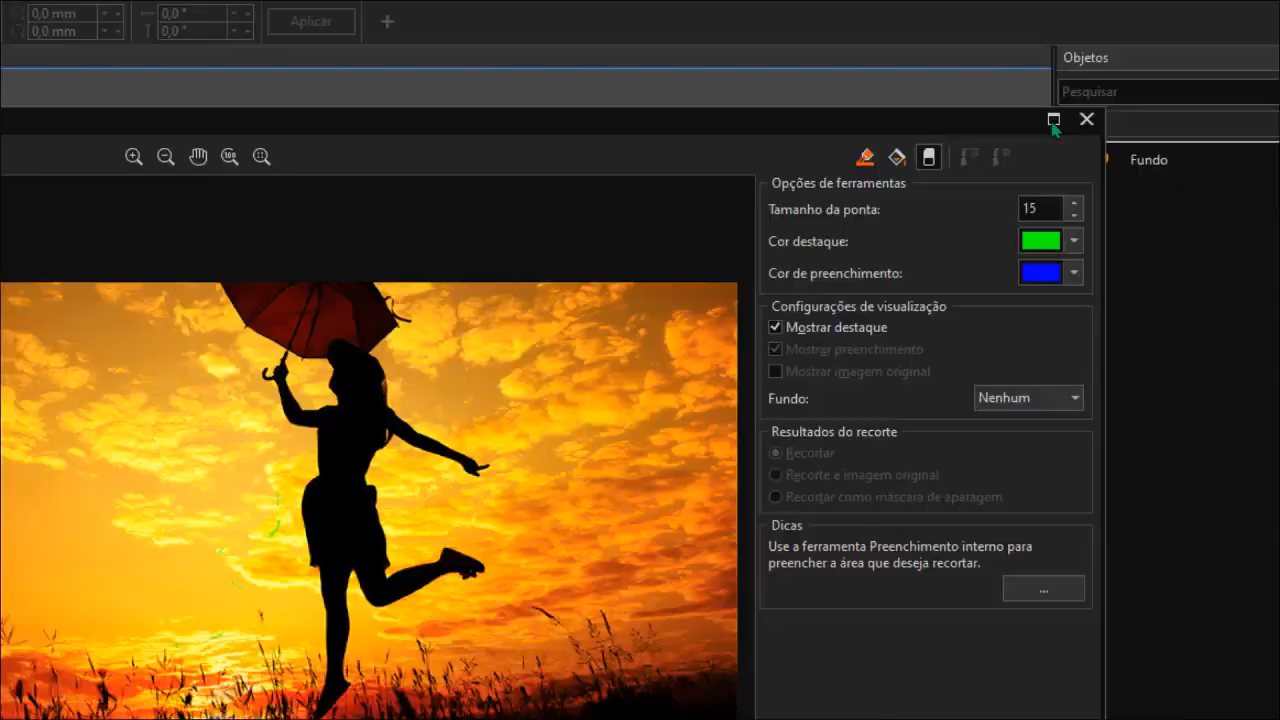 0,0 mm
0,0 °
Aplicar
+
0,0 mm
0,0 °
Objetos
Pesquisar
100
Fundo
Opções de ferramentas
Tamanho da ponta:
15
Cor destaque:
Cor de preenchimento:
Configurações de visualização
Mostrar destaque
Mostrar preenchimento
Mostrar imagem original
Fundo:
Nenhum
Resultados do recorte
Recortar
Recorte e imagem original
Recortar como máscara de aparagem
Dicas
Use a ferramenta Preenchimento interno para
preencher a área que deseja recortar.
...